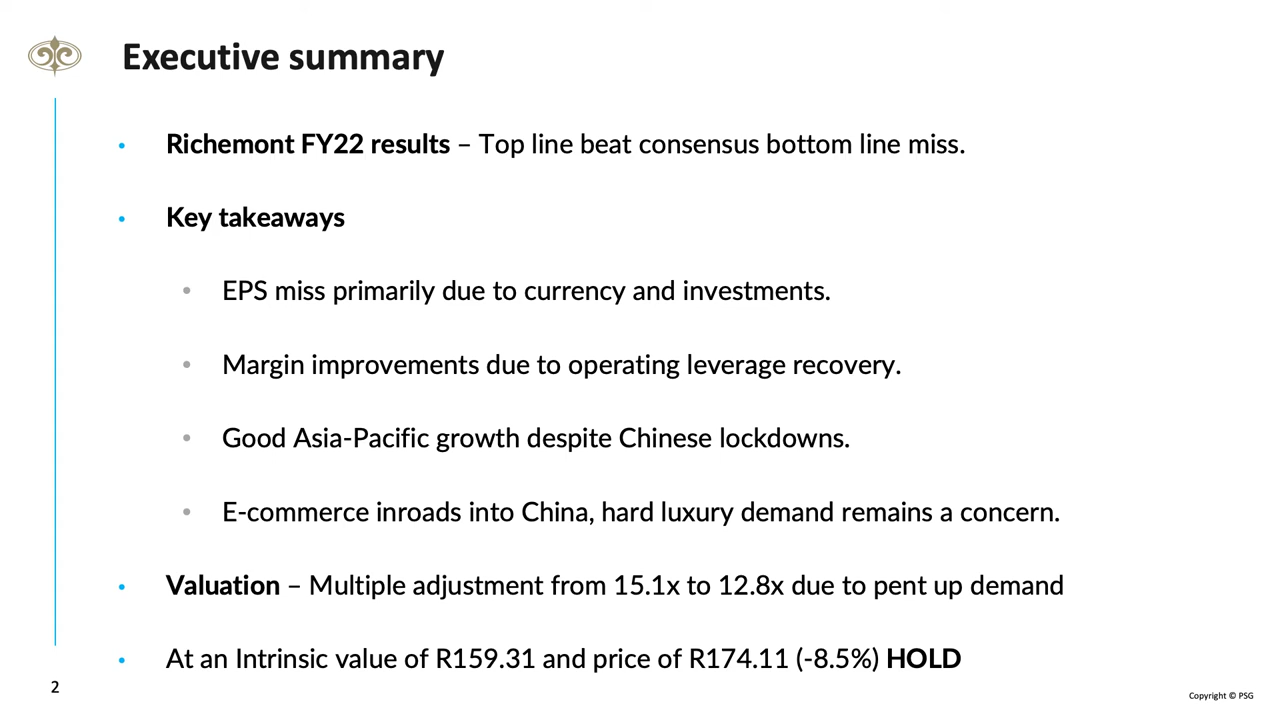 Executive summary
• Richemont FY22 results – Top line beat consensus bottom line miss.
• Key takeaways
• EPS miss primarily due to currency and investments.
• Margin improvements due to operating leverage recovery.
• Good Asia-Pacific growth despite Chinese lockdowns.
• E-commerce inroads into China, hard luxury demand remains a concern.
• Valuation – Multiple adjustment from 15.1x to 12.8x due to pent up demand
• At an Intrinsic value of R159.31 and price of R174.11 (-8.5%) HOLD
2
Copyright © PSG